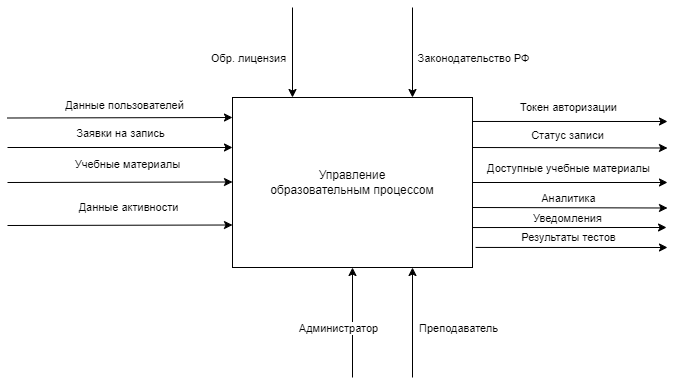 Обр. лицензия
Законодательство РФ
Данные пользователей
Заявки на запись
Учебные материалы
Данные активности
Управление
образовательным процессом
Токен авторизации
Статус записи
Доступные учебные материалы
Аналитика
Уведомления
Результаты тестов
Администратор
Преподаватель